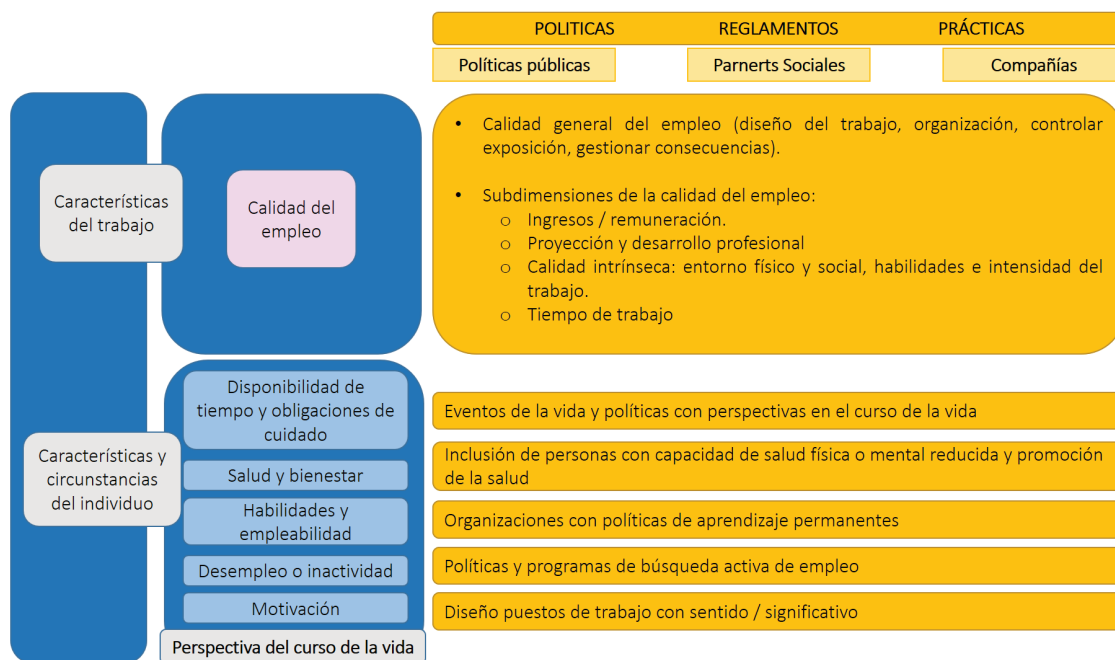 POLITICAS REGLAMENTOS PRÁCTICAS
Políticas públicas Parnerts Sociales Compañías
Características
del trabajo
Calidad del
empleo
• Calidad general del empleo (diseño del trabajo, organización, controlar
exposición, gestionar consecuencias).
• Subdimensiones de la calidad del empleo:
o Ingresos / remuneración.
o Proyección y desarrollo profesional
o Calidad intrínseca: entorno físico y social, habilidades e intensidad del
trabajo.
o Tiempo de trabajo
Características y
circunstancias
del individuo
Disponibilidad de
tiempo y obligaciones de
cuidado
Eventos de la vida y políticas con perspectivas en el curso de la vida
Salud y bienestar
Inclusión de personas con capacidad de salud física o mental reducida y promoción
de la salud
Habilidades y
empleabilidad
Organizaciones con políticas de aprendizaje permanentes
Desempleo o inactividad
Políticas y programas de búsqueda activa de empleo
Motivación
Diseño puestos de trabajo con sentido / significativo
Perspectiva del curso de la vida